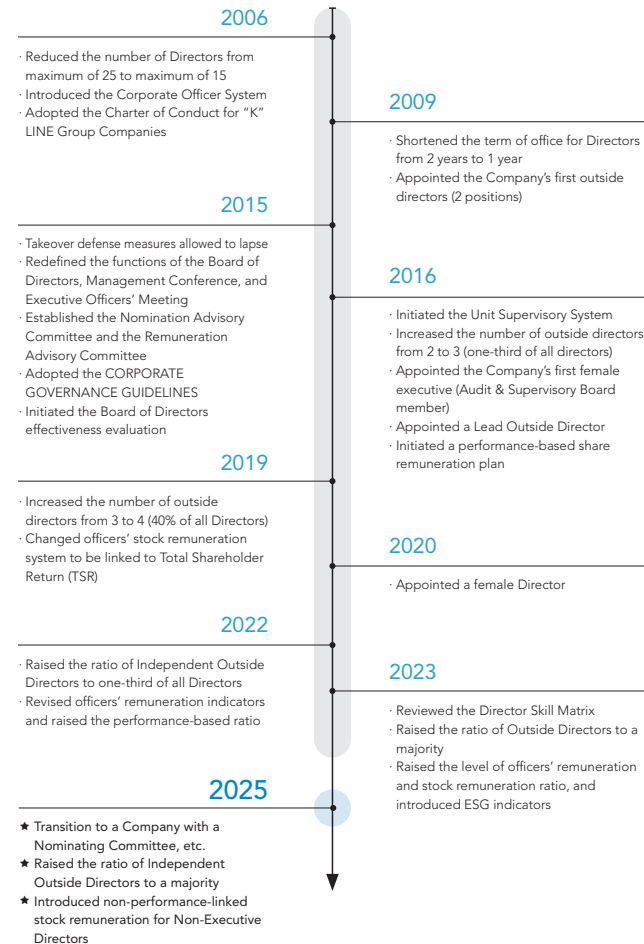 2006
· Reduced the number of Directors from
maximum of 25 to maximum of 15
· Introduced the Corporate Officer System
· Adopted the Charter of Conduct for “K”
LINE Group Companies
2009
· Shortened the term of office for Directors
from 2 years to 1 year
· Appointed the Company’s first outside
directors (2 positions)
2015
· Takeover defense measures allowed to lapse
· Redefined the functions of the Board of
Directors, Management Conference, and
Executive Officers’ Meeting
· Established the Nomination Advisory
Committee and the Remuneration
Advisory Committee
· Adopted the CORPORATE
GOVERNANCE GUIDELINES
· Initiated the Board of Directors
effectiveness evaluation
2016
· Initiated the Unit Supervisory System
· Increased the number of outside directors
from 2 to 3 (one-third of all directors)
· Appointed the Company’s first female
executive (Audit & Supervisory Board
member)
· Appointed a Lead Outside Director
· Initiated a performance-based share
remuneration plan
2019
· Increased the number of outside
directors from 3 to 4 (40% of all Directors)
· Changed officers’ stock remuneration
system to be linked to Total Shareholder
Return (TSR)
2020
· Appointed a female Director
2022
· Raised the ratio of Independent Outside
Directors to one-third of all Directors
· Revised officers’ remuneration indicators
and raised the performance-based ratio
2023
· Reviewed the Director Skill Matrix
· Raised the ratio of Outside Directors to a
majority
· Raised the level of officers’ remuneration
and stock remuneration ratio, and
introduced ESG indicators
2025
★ Transition to a Company with a
Nominating Committee, etc.
★ Raised the ratio of Independent
Outside Directors to a majority
★ Introduced non-performance-linked
stock remuneration for Non-Executive
Directors